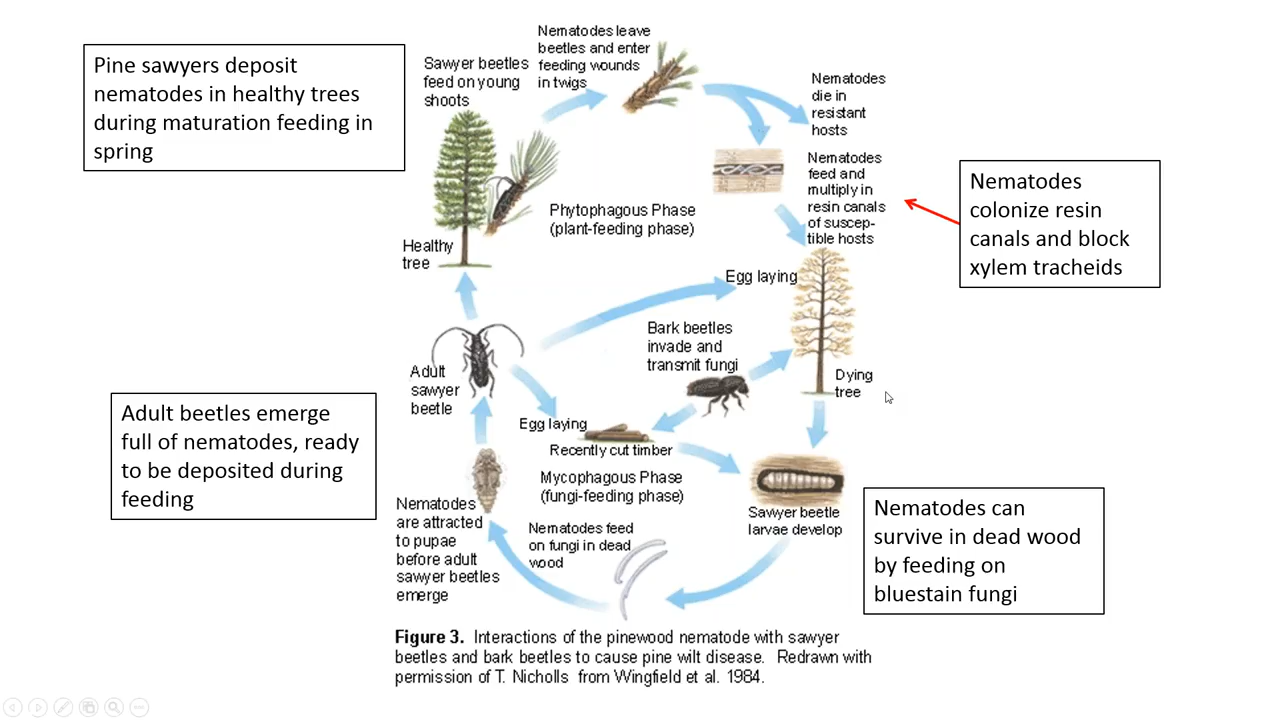 Pine sawyers deposit
nematodes in healthy trees
during maturation feeding in
spring
Sawyer beetles
feed on young
shoots
Nematodes leave
beetles and enter
feeding wounds
in twigs
Nematodes
die in
resistant
hosts
Nematodes
feed and
multiply in
resin canals
of suscep-
tible hosts
Nematodes
colonize resin
canals and block
xylem tracheids
Phytophagous Phase
(plant-feeding phase)
Healthy
tree
Egg laying
Bark beetles
invade and
transmit fungi
Adult
sawyer
beetle
Dying
tree
Adult beetles emerge
full of nematodes, ready
to be deposited during
feeding
Egg laying
Recently cut timber
Mycophagous Phase
(fungi-feeding phase)
Sawyer beetle
larvae develop
Nematodes
are attracted
to pupae
before adult
sawyer beetles
emerge
Nematodes feed
on fungi in dead
wood
Nematodes can
survive in dead wood
by feeding on
bluestain fungi
Figure 3. Interactions of the pinewood nematode with sawyer
beetles and bark beetles to cause pine wilt disease. Redrawn with
permission of T. Nicholls from Wingfield et al. 1984.